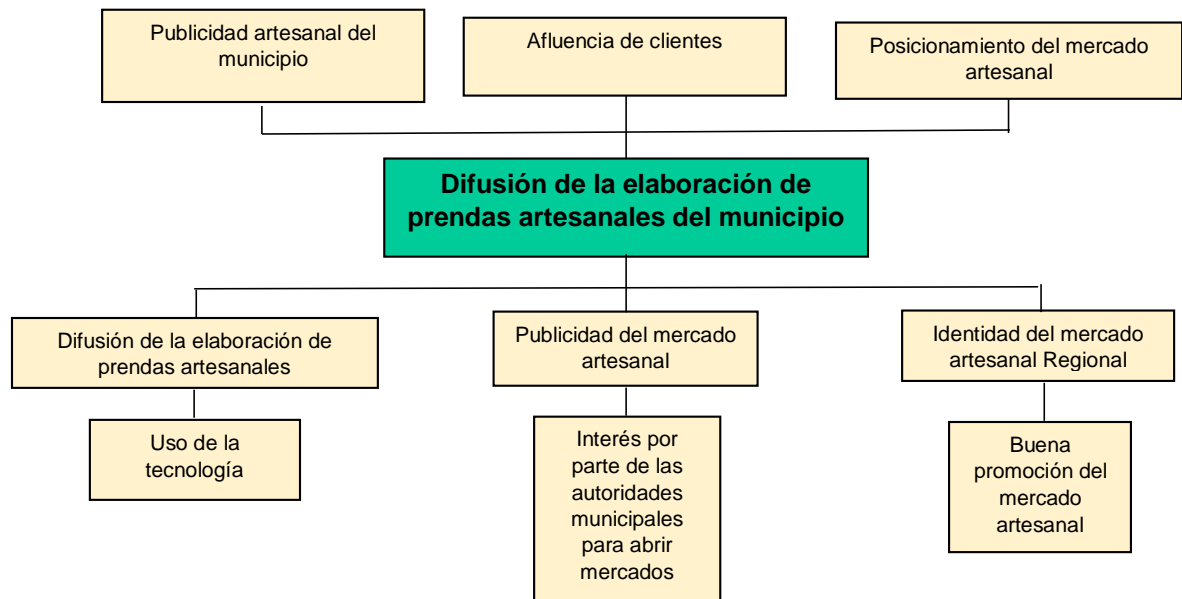 Publicidad artesanal del
municipio
Afluencia de clientes
Posicionamiento del mercado
artesanal
Difusión de la elaboración de
prendas artesanales del municipio
Difusión de la elaboración de
prendas artesanales
Publicidad del mercado
artesanal
Identidad del mercado
artesanal Regional
Uso de la
tecnología
Interés por
parte de las
autoridades
municipales
para abrir
mercados
Buena
promoción del
mercado
artesanal